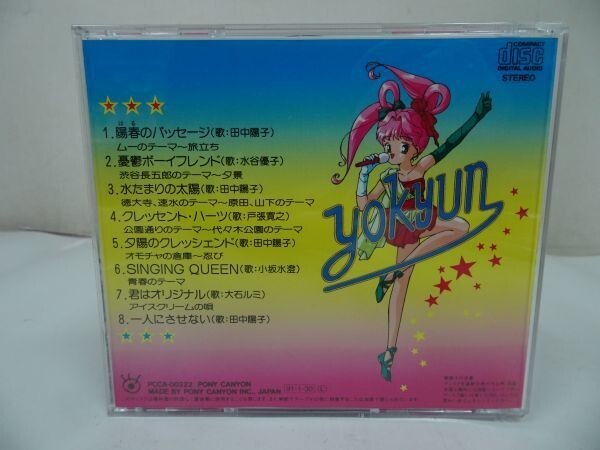 COMPACT
disc
DIGITAL AUDIO
STEREO
★★★
はる
1.陽春のパッセージ(歌:田中陽子)
ムーのテーマ〜旅立ち
2.憂鬱ボーイフレンド(歌:水谷優子)
渋谷長五郎のテーマ〜夕景
3.水たまりの太陽(歌:田中陽子)
徳大寺、速水のテーマ〜原田、山下のテーマ
4.クレッセント・ハーツ(歌:戸張寛之)
公園通りのテーマ〜代々木公園のテーマ
5.夕陽のクレッシェンド(歌:田中陽子)
オモチャの倉庫〜忍び
6.SINGING QUEEN(歌:小坂水澄)
青春のテーマ
7.君はオリジナル(歌:大石ルミ)
アイスクリームの唄
8.一人にさせない(歌:田中陽子)
★★★
yokyun
PCCA-00222 PONY CANYON
MADE BY PONY CANYON INC., JAPAN
91・1・30
L